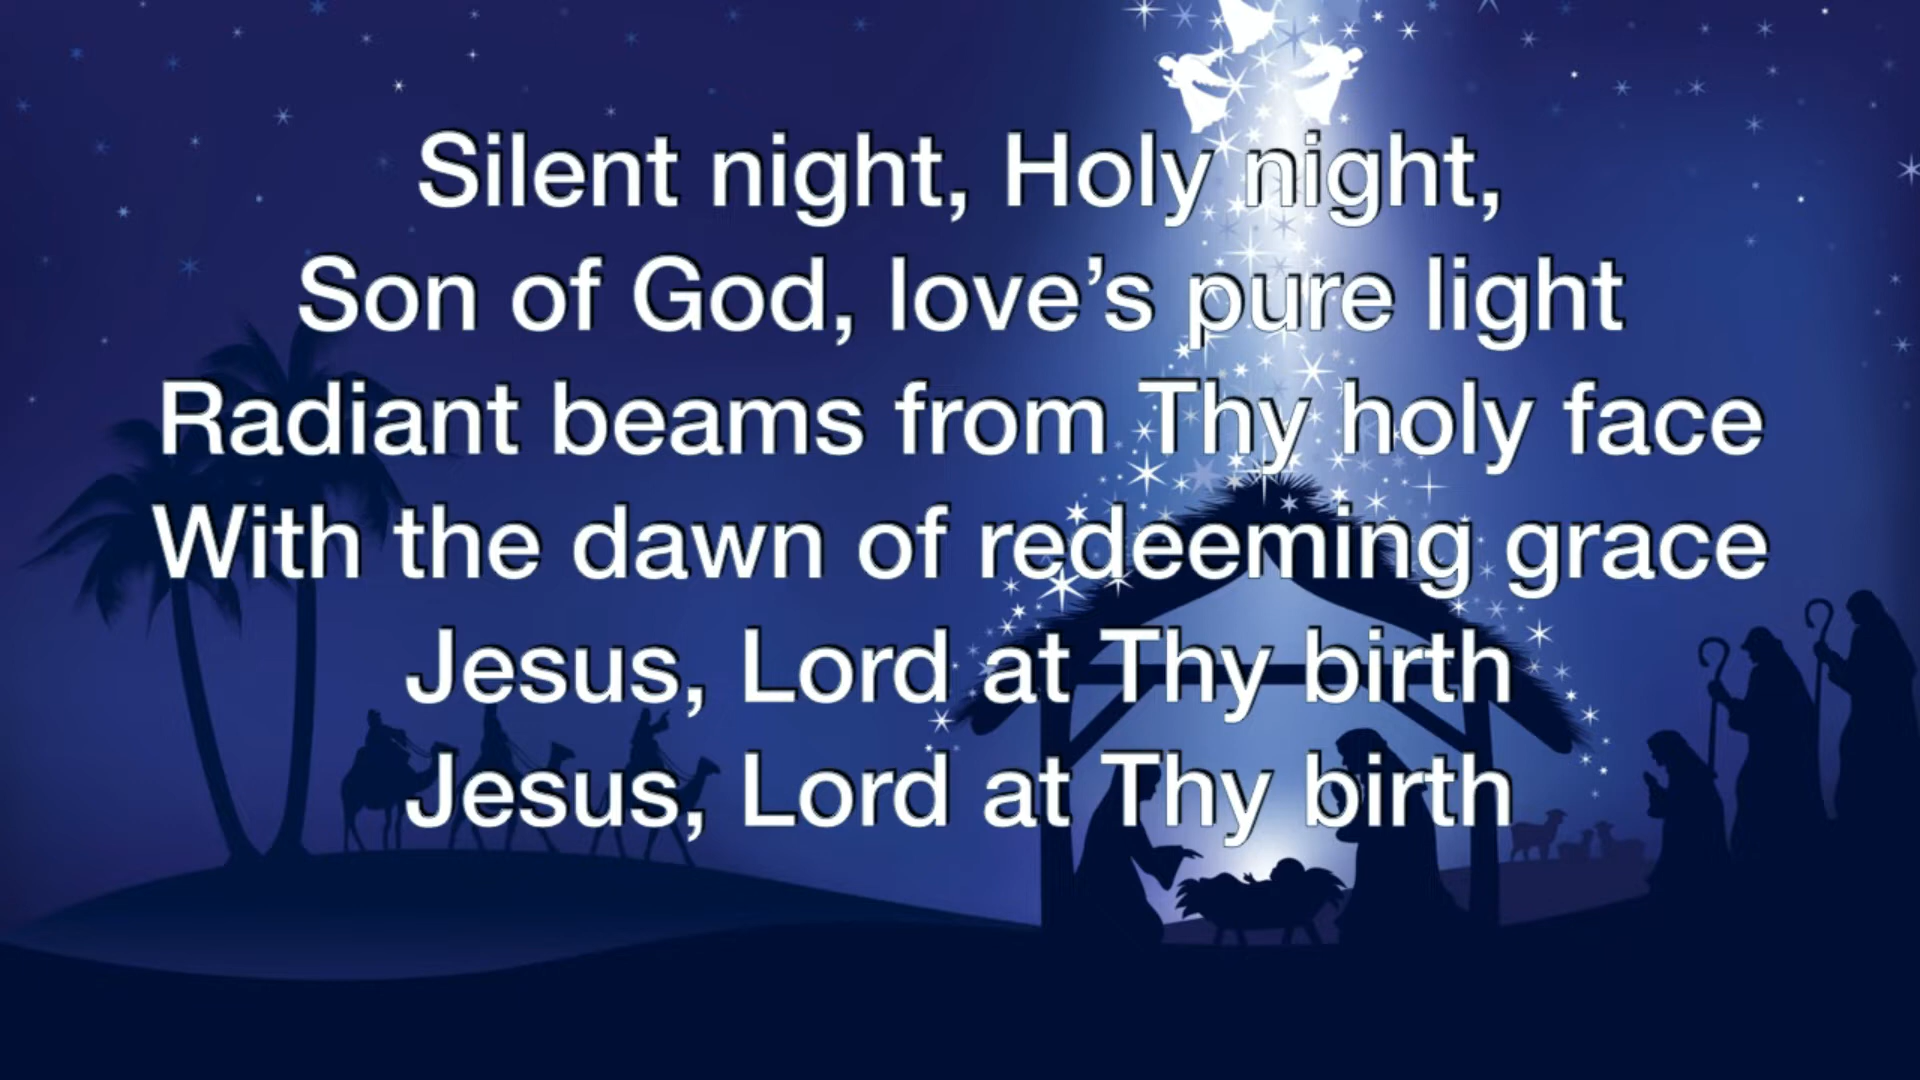 Silent night, Holy night,
Son of God, love’s pure light
Radiant beams from Thy holy face
With the dawn of redeeming grace
Jesus, Lord at Thy birth
Jesus, Lord at Thy birth